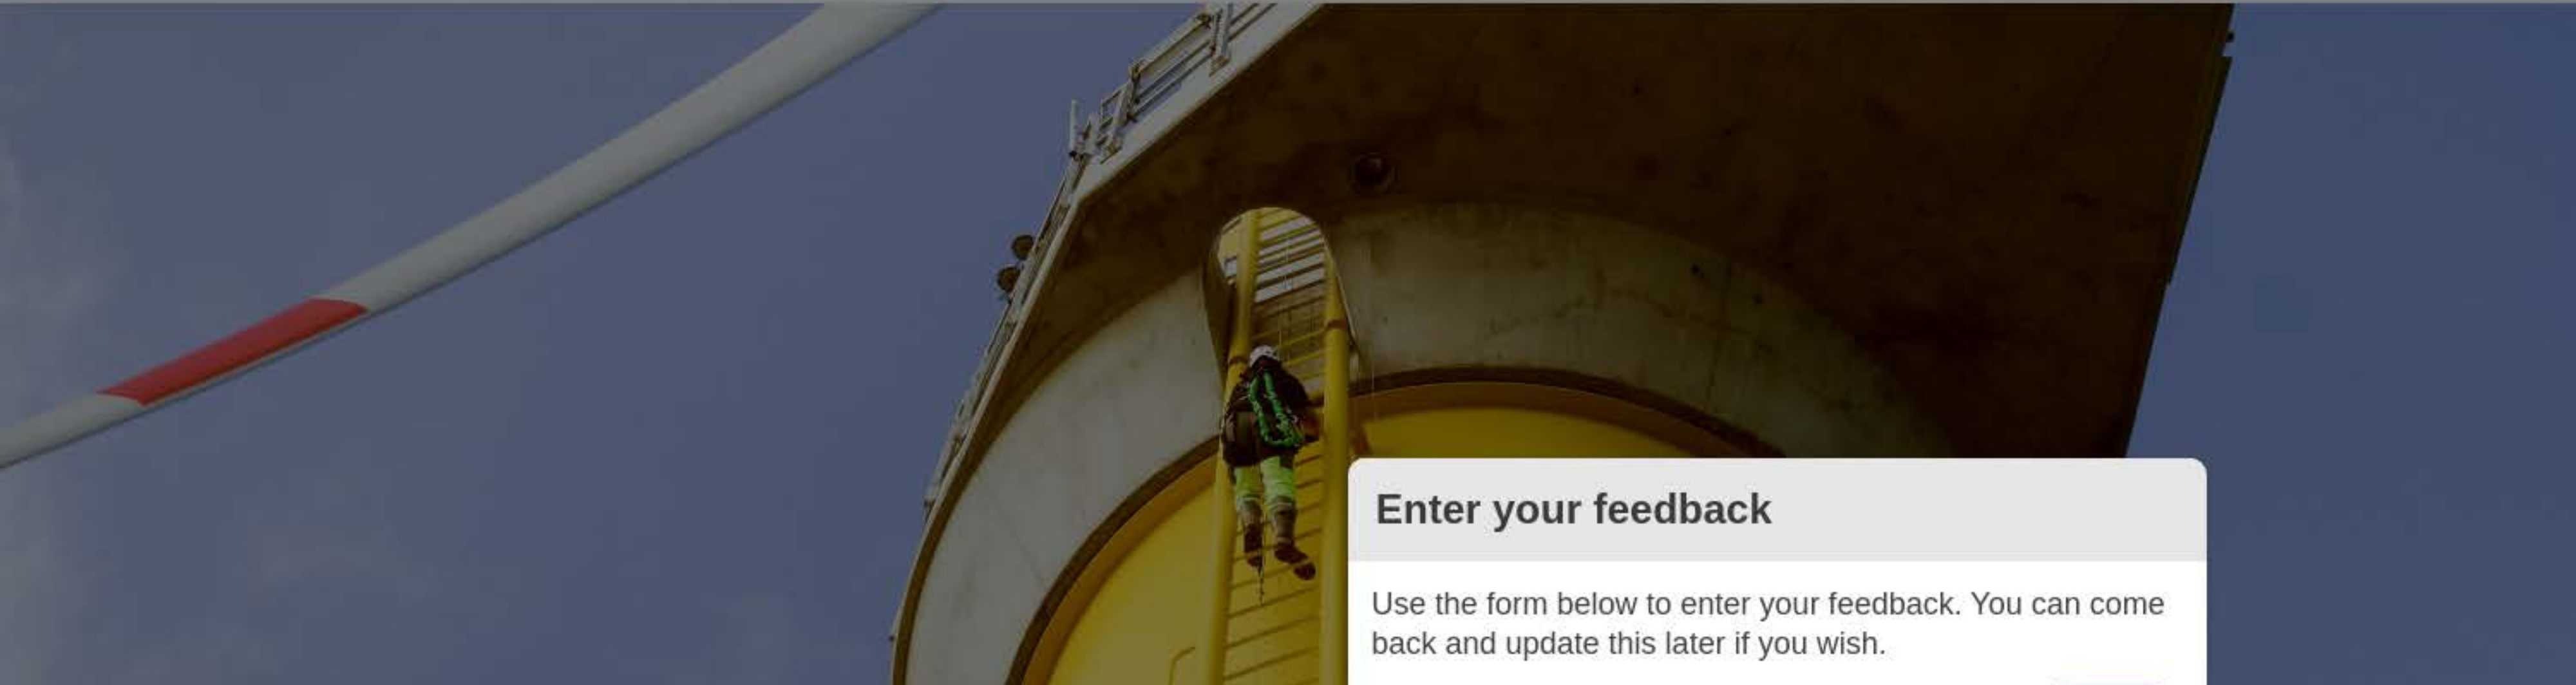 Enter your feedback
Use the form below to enter your feedback. You can come
back and update this later if you wish.